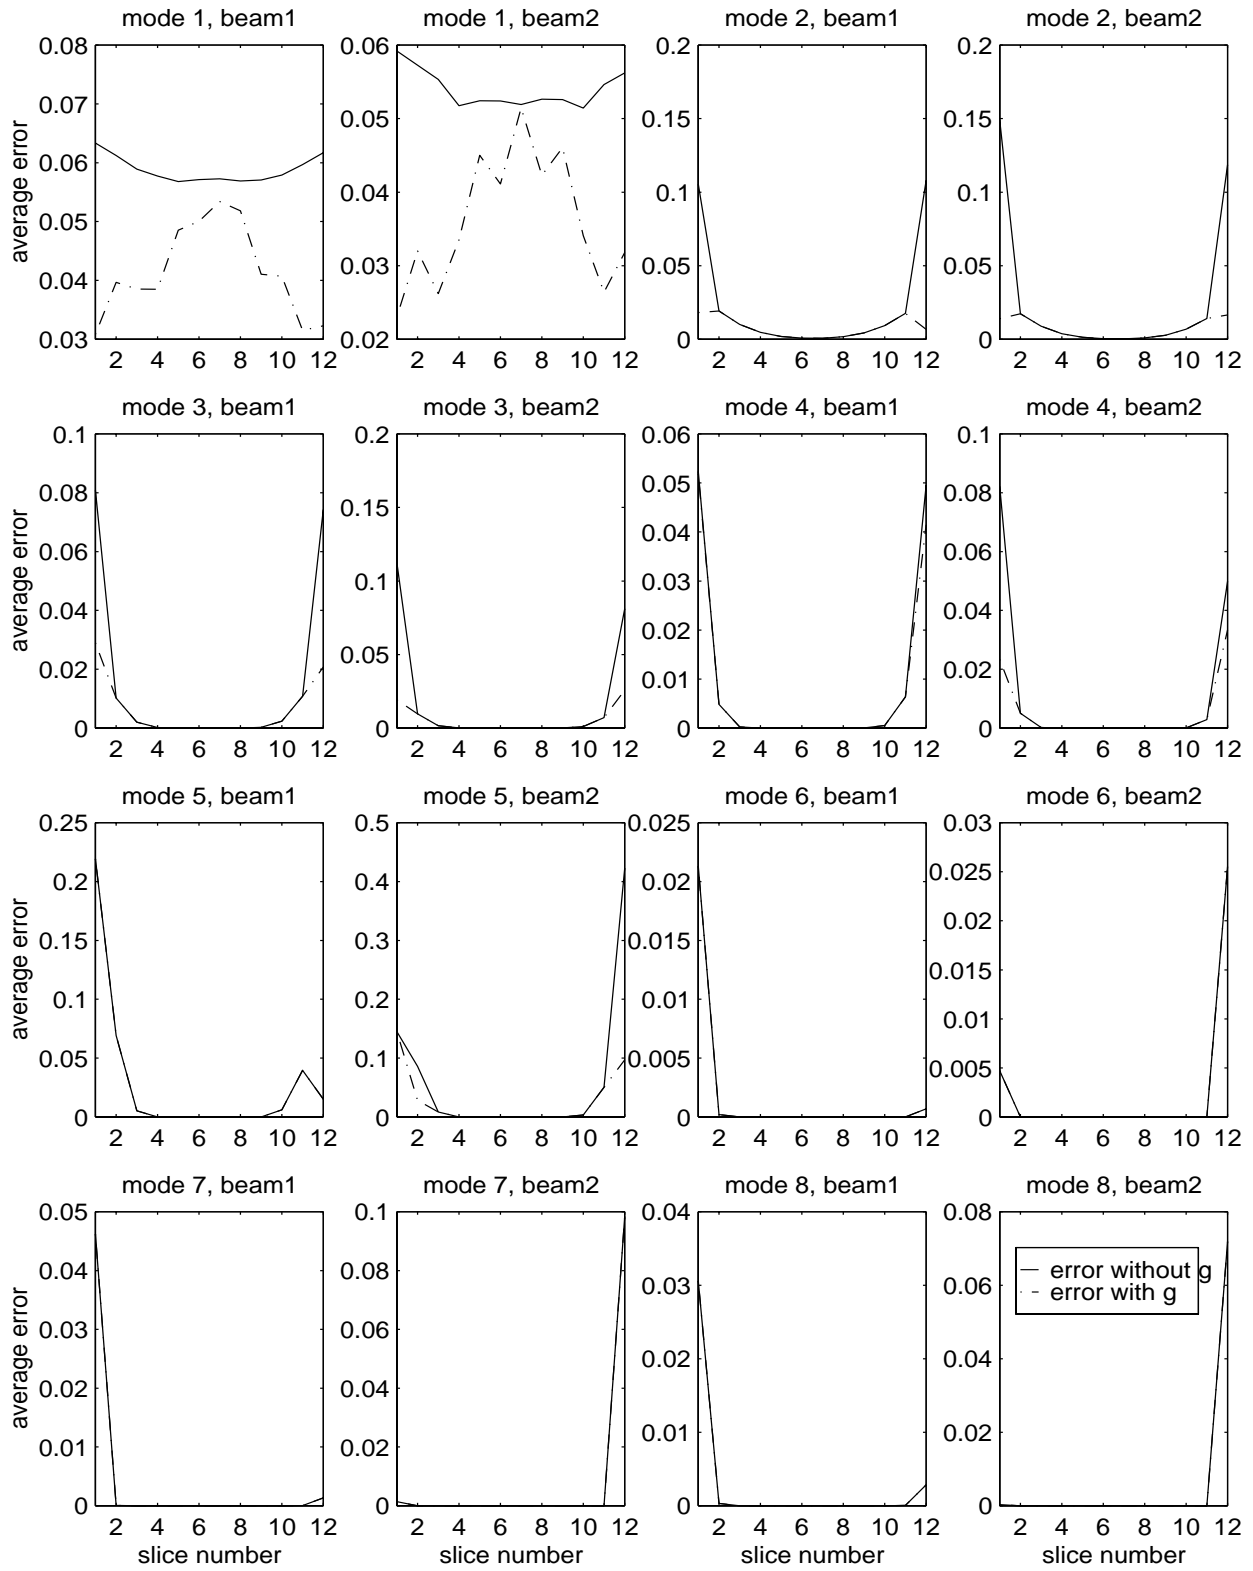 mode 1, beam1
mode 1, beam2
mode 2, beam1
mode 2, beam2
0.08
0.07
0.06
0.05
0.04
0.03
average error
2 4 6 8 10 12
0.06
0.05
0.04
0.03
0.02
2 4 6 8 10 12
0.2
0.15
0.1
0.05
0
2 4 6 8 10 12
0.2
0.15
0.1
0.05
0
2 4 6 8 10 12
mode 3, beam1
mode 3, beam2
mode 4, beam1
mode 4, beam2
0.1
0.08
0.06
0.04
0.02
0
average error
2 4 6 8 10 12
0.2
0.15
0.1
0.05
0
2 4 6 8 10 12
0.06
0.05
0.04
0.03
0.02
0.01
0
2 4 6 8 10 12
0.1
0.08
0.06
0.04
0.02
0
2 4 6 8 10 12
mode 5, beam1
mode 5, beam2
mode 6, beam1
mode 6, beam2
0.25
0.2
0.15
0.1
0.05
0
average error
2 4 6 8 10 12
0.5
0.4
0.3
0.2
0.1
0
2 4 6 8 10 12
0.025
0.02
0.015
0.01
0.005
0
2 4 6 8 10 12
0.03
0.025
0.02
0.015
0.01
0.005
0
2 4 6 8 10 12
mode 7, beam1
mode 7, beam2
mode 8, beam1
mode 8, beam2
0.05
0.04
0.03
0.02
0.01
0
average error
2 4 6 8 10 12
slice number
0.1
0.08
0.06
0.04
0.02
0
2 4 6 8 10 12
slice number
0.04
0.03
0.02
0.01
0
2 4 6 8 10 12
slice number
0.08
0.06
0.04
0.02
0
error without g
error with g
2 4 6 8 10 12
slice number